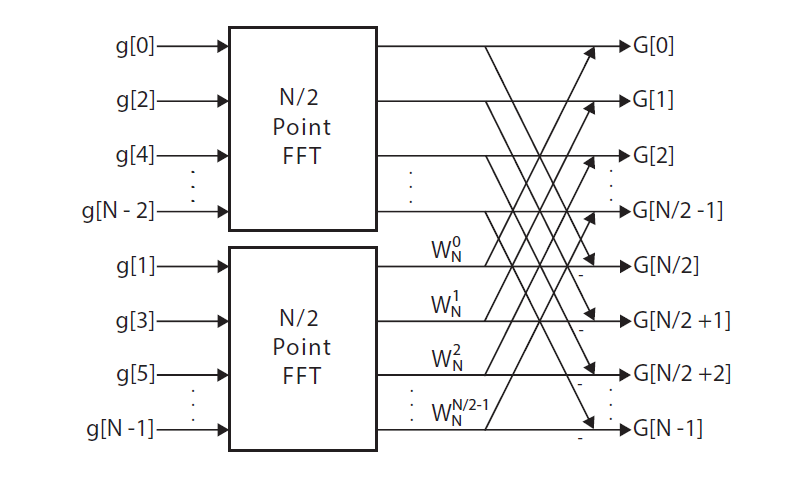 g[0]
g[2]
g[4]
g[N - 2]
g[1]
g[3]
g[5]
g[N -1]
N/2
Point
FFT
N/2
Point
FFT
W_N^0
W_N^1
W_N^2
W_N^{N/2-1}
-
-
-
-
G[0]
G[1]
G[2]
G[N/2 -1]
G[N/2]
G[N/2 +1]
G[N/2 +2]
G[N -1]